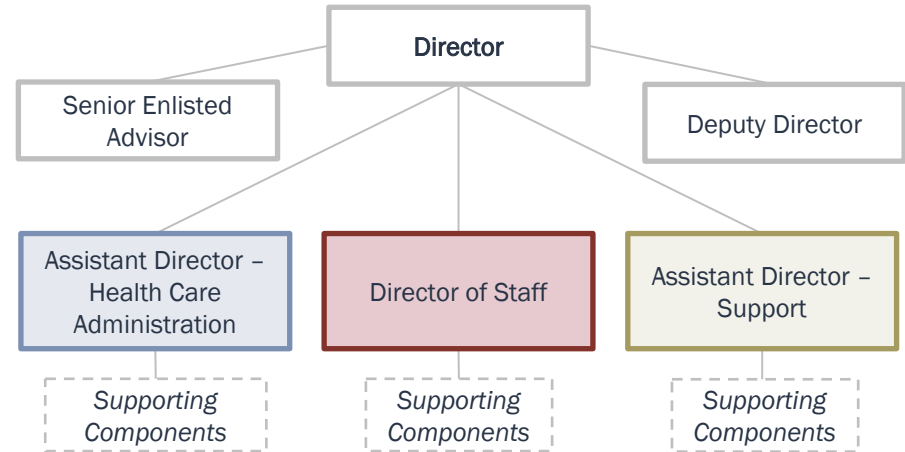 Director
Senior Enlisted
Advisor
Deputy Director
Assistant Director –
Health Care
Administration
Director of Staff
Assistant Director –
Support
Supporting
Components
Supporting
Components
Supporting
Components